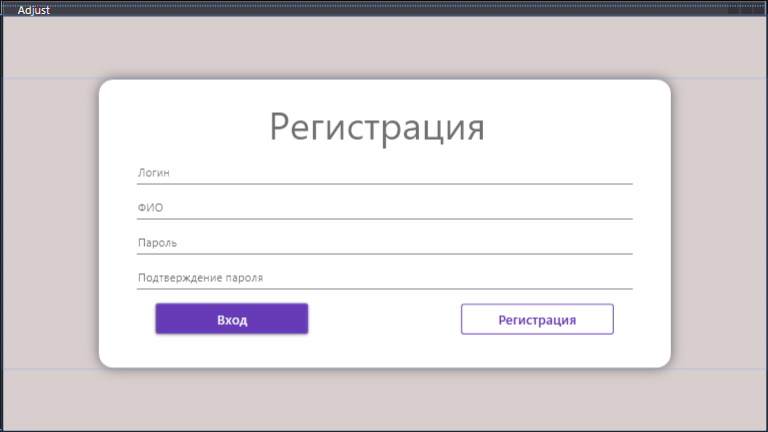 Adjust
Регистрация
Логин
ФИО
Пароль
Подтверждение пароля
Вход
Регистрация